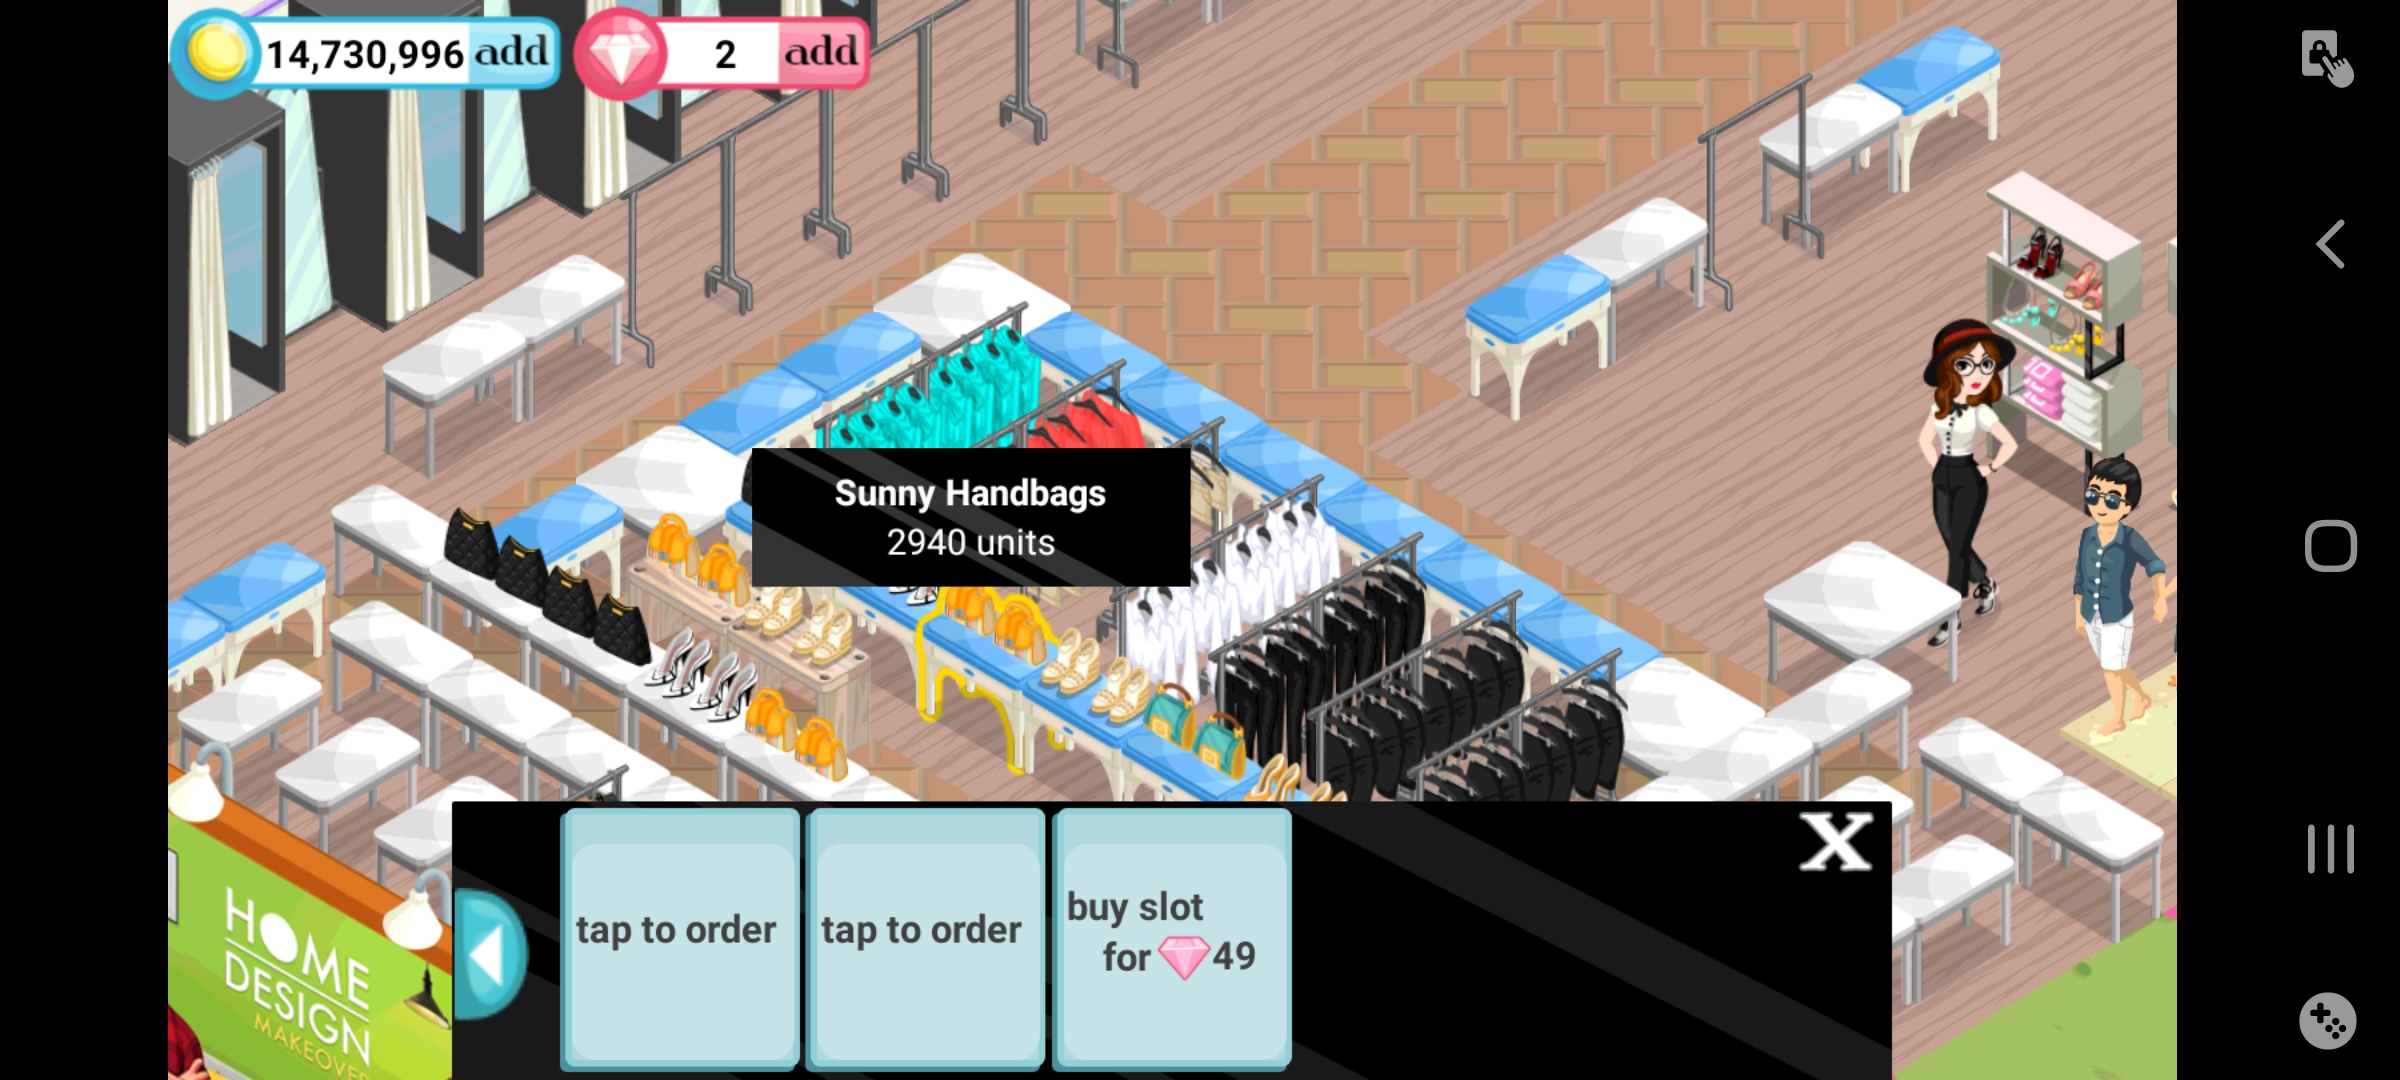 14,730,996 add
2 add
Sunny Handbags
2940 units
tap to order
tap to order
buy slot
for 49
X
HOME
DESIGN
MAKEOVER